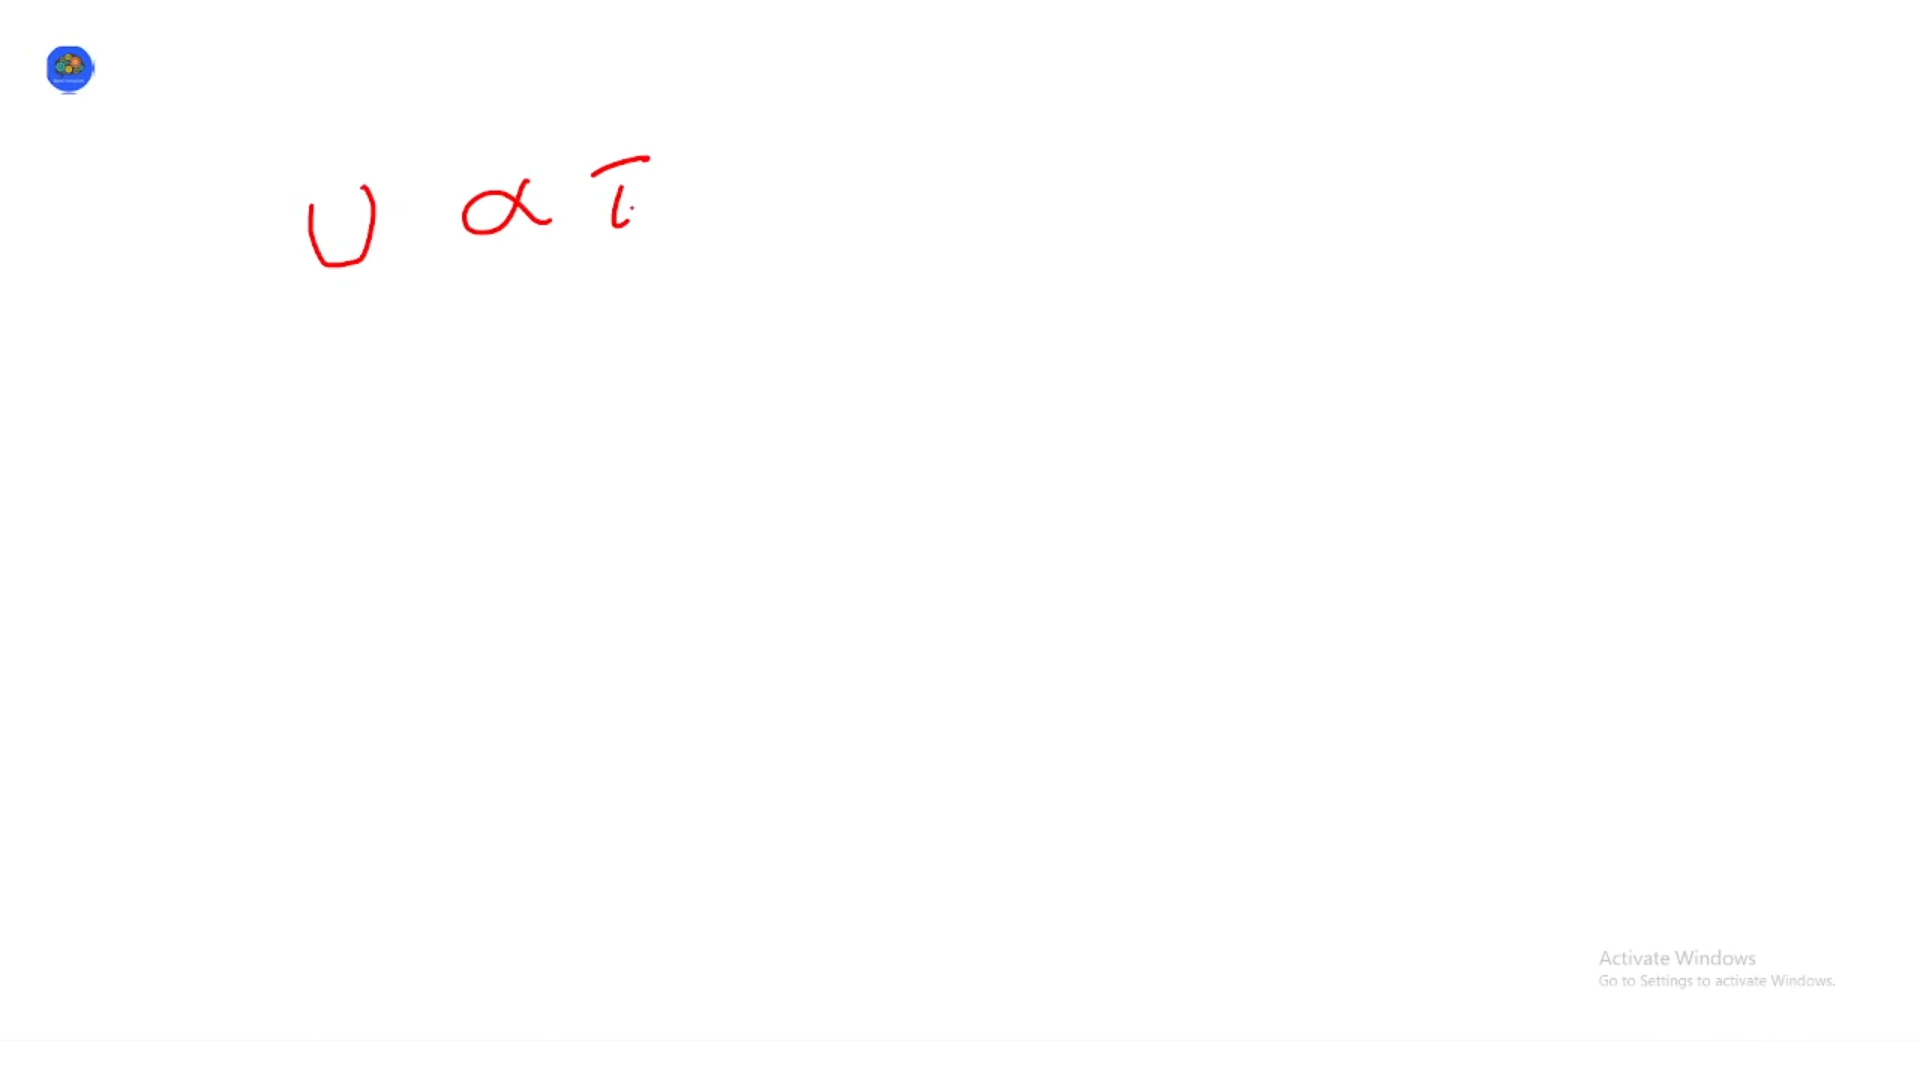 U ∝ T
Activate Windows
Go to Settings to activate Windows.